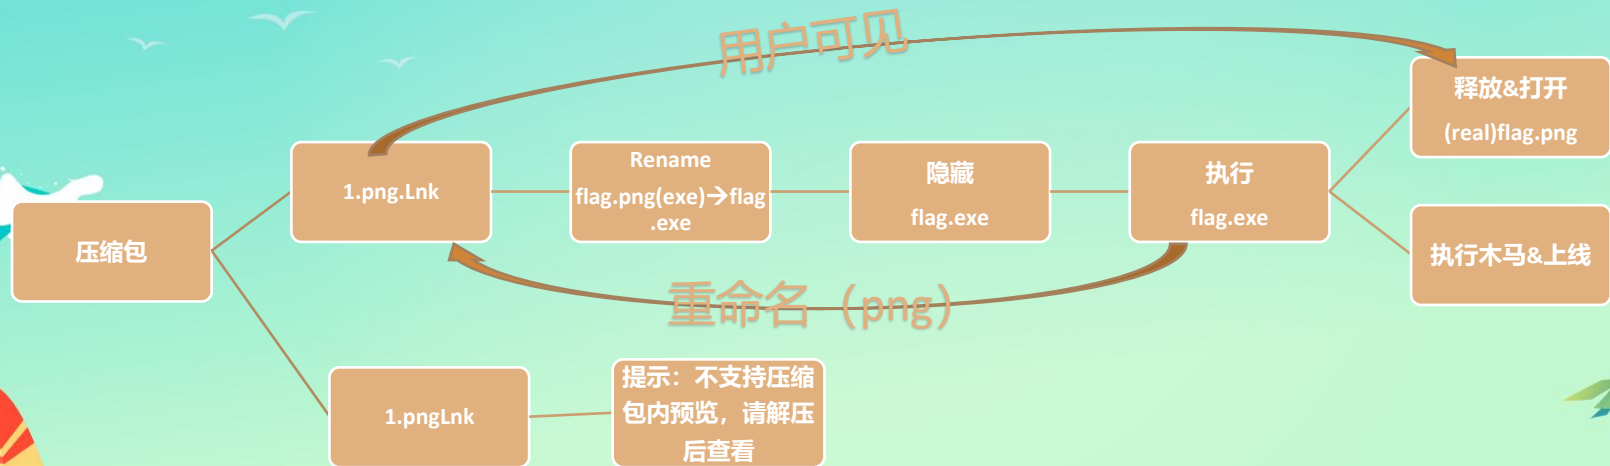 用户可见
释放&打开
(real)flag.png
1.png.Lnk
Rename
flag.png(exe)→flag
.exe
隐藏
flag.exe
执行
flag.exe
压缩包
执行木马&上线
重命名（png）
1.pngLnk
提示：不支持压缩
包内预览，请解压
后查看